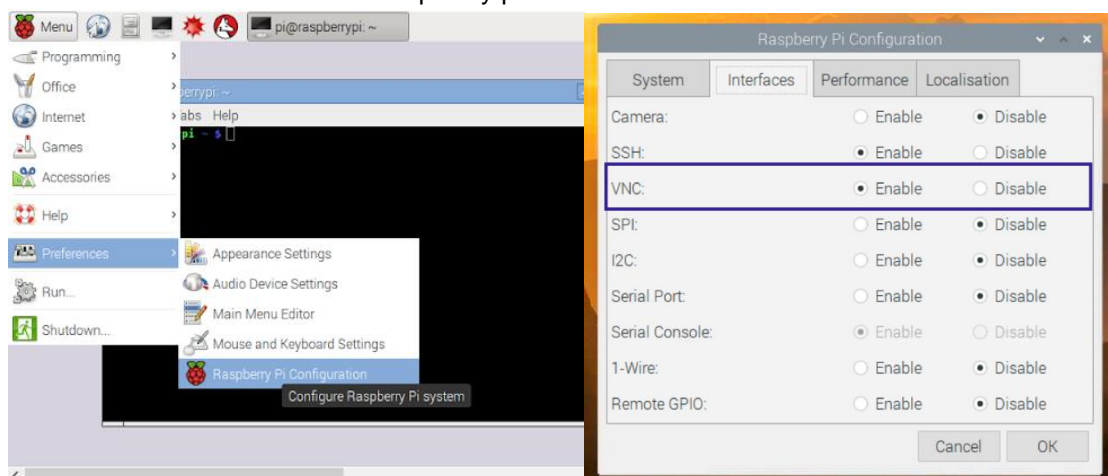 Menu
pi@raspberrypi: ~
Programming
Office
Internet
Games
Accessories
Help
Preferences
Run...
Shutdown...
berrypi: ~
abs Help
pi ~ $
Appearance Settings
Audio Device Settings
Main Menu Editor
Mouse and Keyboard Settings
Raspberry Pi Configuration
Configure Raspberry Pi system
Raspberry Pi Configuration
System Interfaces Performance Localisation
Camera: Enable Disable
SSH: Enable Disable
VNC: Enable Disable
SPI: Enable Disable
I2C: Enable Disable
Serial Port: Enable Disable
Serial Console: Enable Disable
1-Wire: Enable Disable
Remote GPIO: Enable Disable
Cancel OK